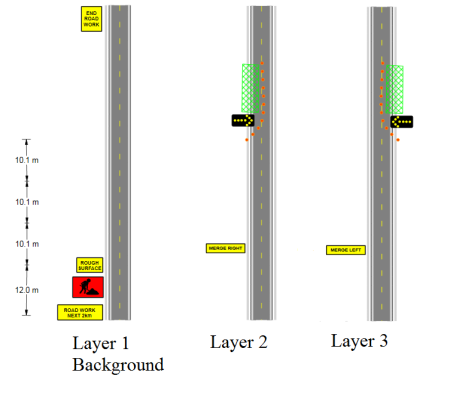 END
ROAD
WORK
10.1 m
10.1 m
10.1 m
12.0 m
ROUGH
SURFACE
ROAD WORK
NEXT 2km
MERGE RIGHT
MERGE LEFT
Layer 1
Background
Layer 2
Layer 3